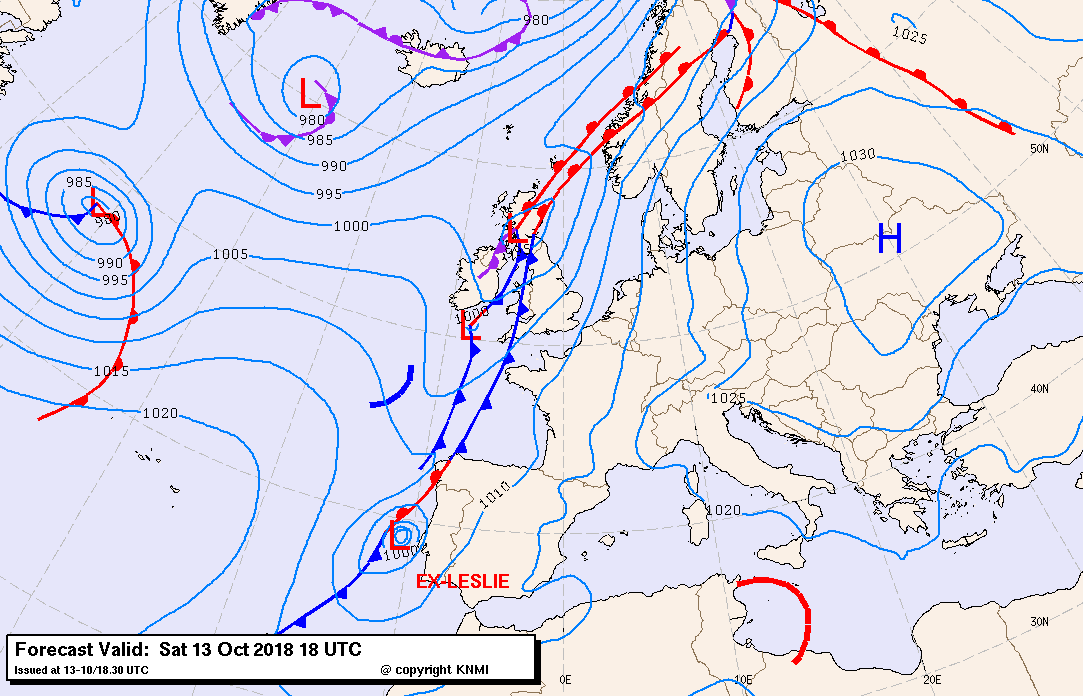 980
1025
L
980
985
990
995
50N
1030
985
L
980
1000
L
H
1005
990
995
1000
L
1015
40N
1020
1025
1010
1020
L
1000
EX-LESLIE
30N
Forecast Valid: Sat 13 Oct 2018 18 UTC
Issued at 13-10/18.30 UTC @ copyright KNMI
0E 10E 20E